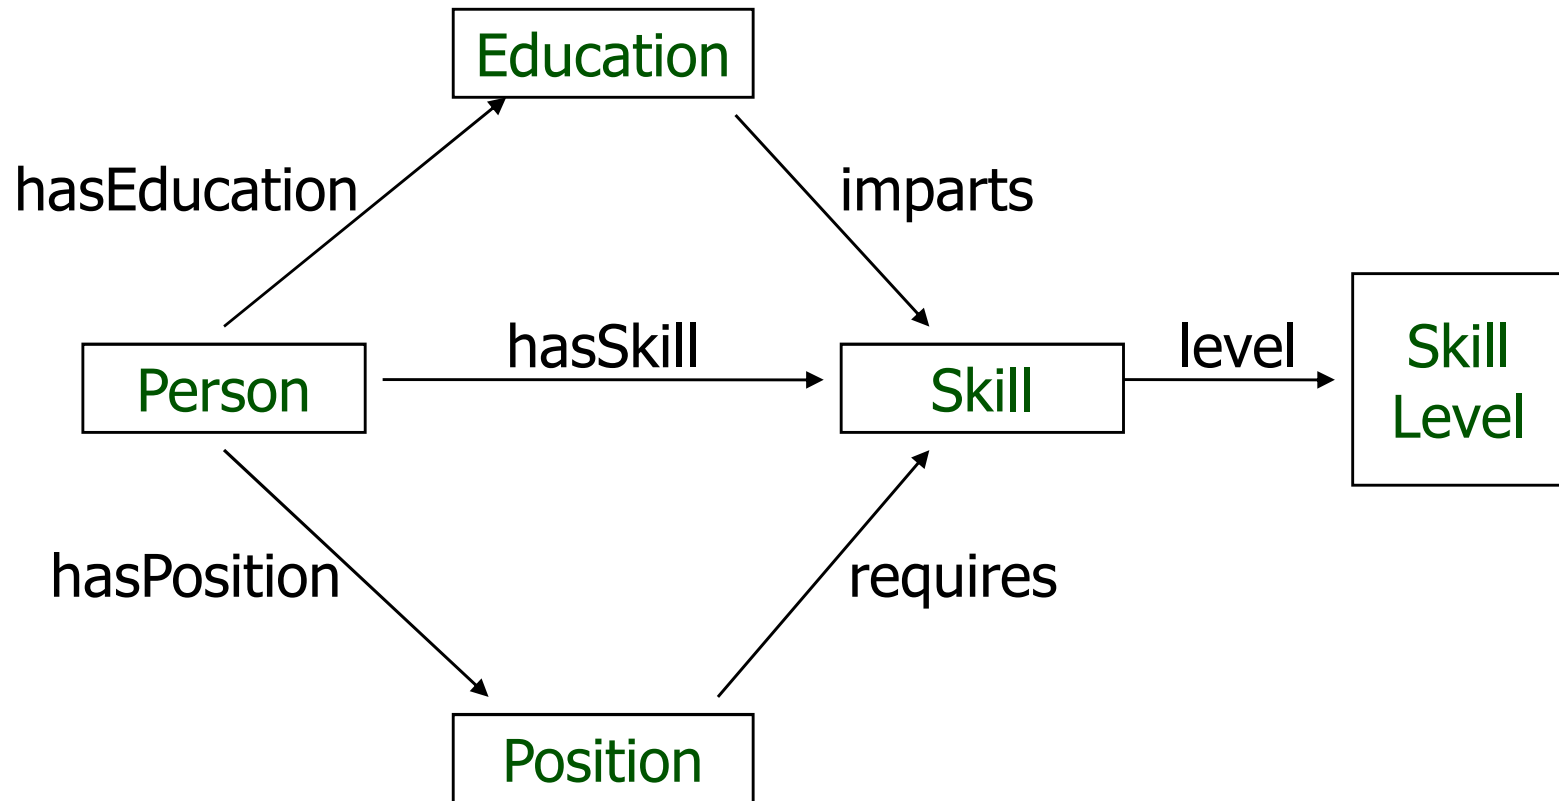 Education
hasEducation
imparts
hasSkill
level
Person
Skill
Skill
Level
hasPosition
requires
Position